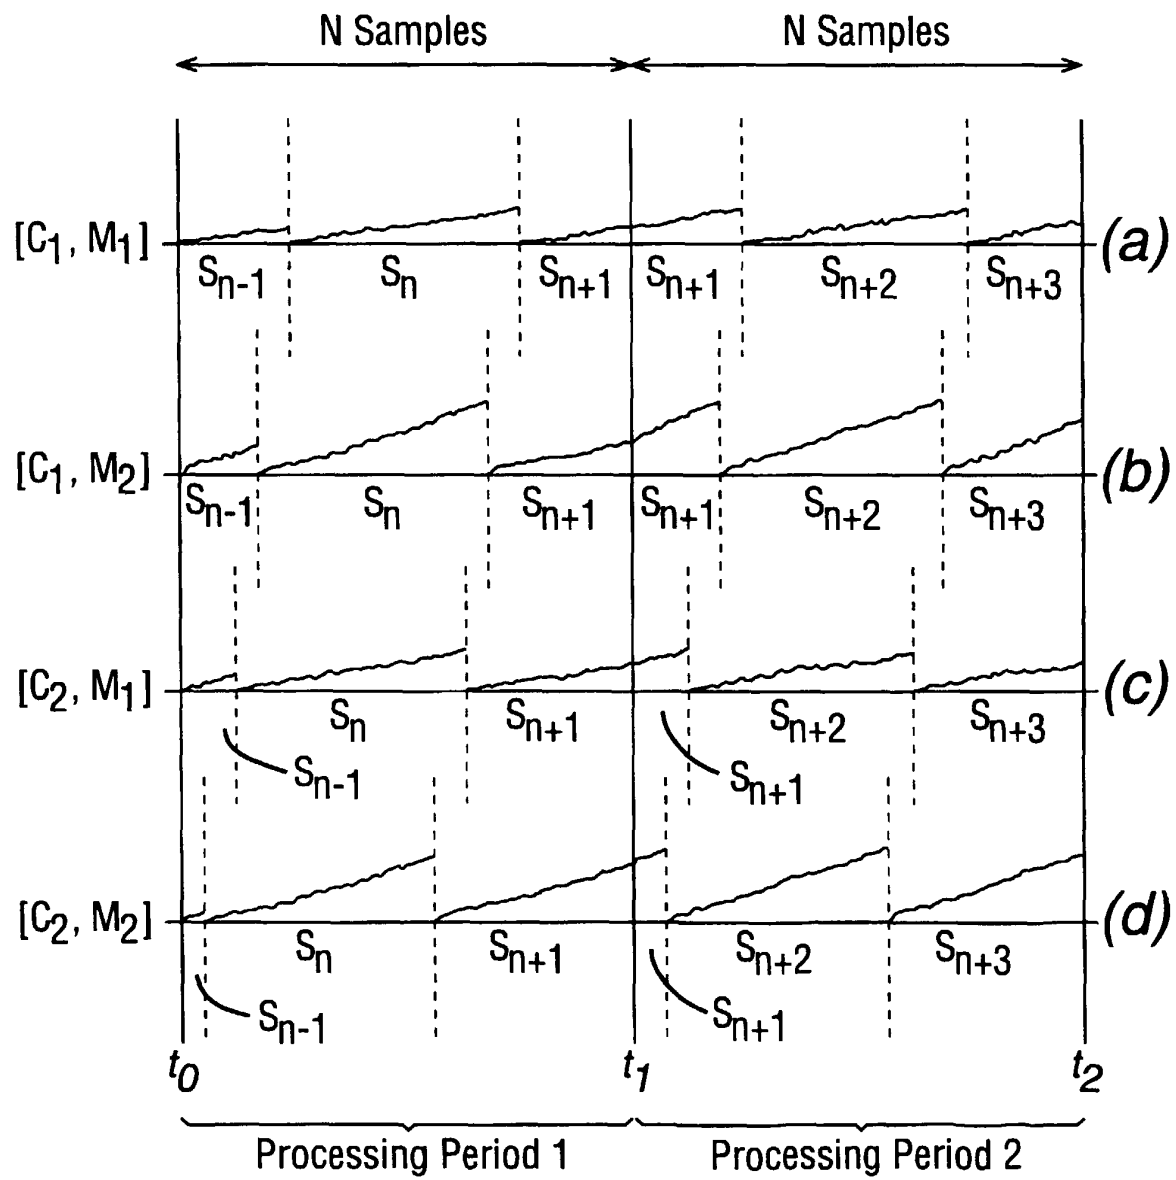 N Samples N Samples
[C1, M1] (a)
Sn-1 Sn Sn+1 Sn+1 Sn+2 Sn+3
[C1, M2] (b)
Sn-1 Sn Sn+1 Sn+1 Sn+2 Sn+3
[C2, M1] (c)
Sn Sn+1 Sn+2 Sn+3
Sn-1 Sn+1
[C2, M2] (d)
Sn Sn+1 Sn+2 Sn+3
Sn-1 Sn+1
t0 t1 t2
Processing Period 1 Processing Period 2